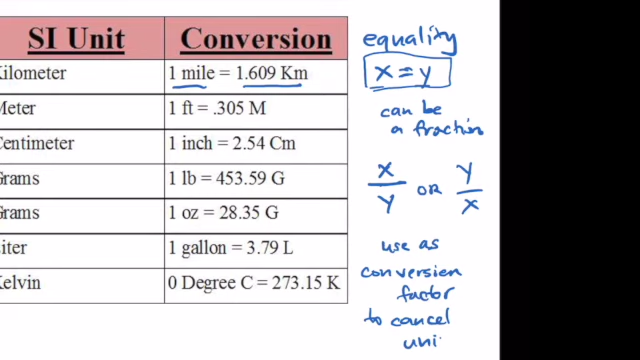 SI Unit Conversion
Kilometer 1 mile = 1.609 Km
Meter 1 ft = .305 M
Centimeter 1 inch = 2.54 Cm
Grams 1 lb = 453.59 G
Grams 1 oz = 28.35 G
Liter 1 gallon = 3.79 L
Kelvin 0 Degree C = 273.15 K
equality
x = y
can be
a fraction
x/y OR y/x
use as
conversion
factor
to cancel
uni